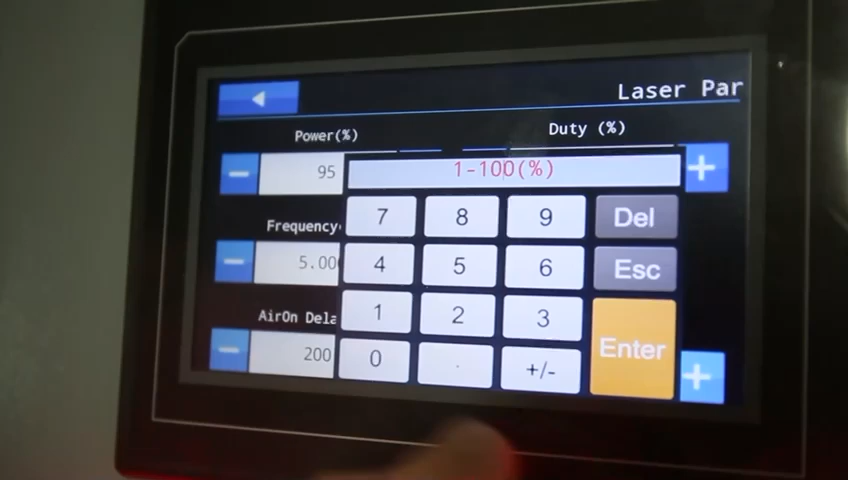 Laser Par
Power(%)
Duty (%)
95
1-100(%)
7 8 9 Del
Frequency
5.00
4 5 6 Esc
AirOn Dela
1 2 3
200
0 . +/- Enter